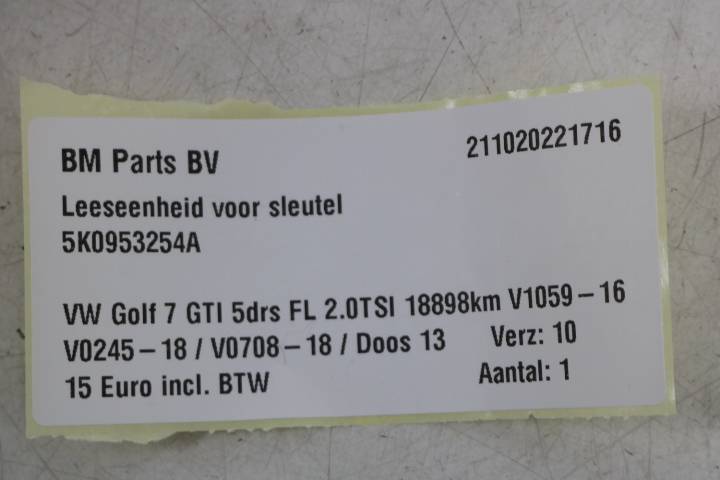 BM Parts BV 211020221716
Leeseenheid voor sleutel
5K0953254A
VW Golf 7 GTI 5drs FL 2.0TSI 18898km V1059-16
V0245-18 / V0708-18 / Doos 13 Verz: 10
15 Euro incl. BTW Aantal: 1